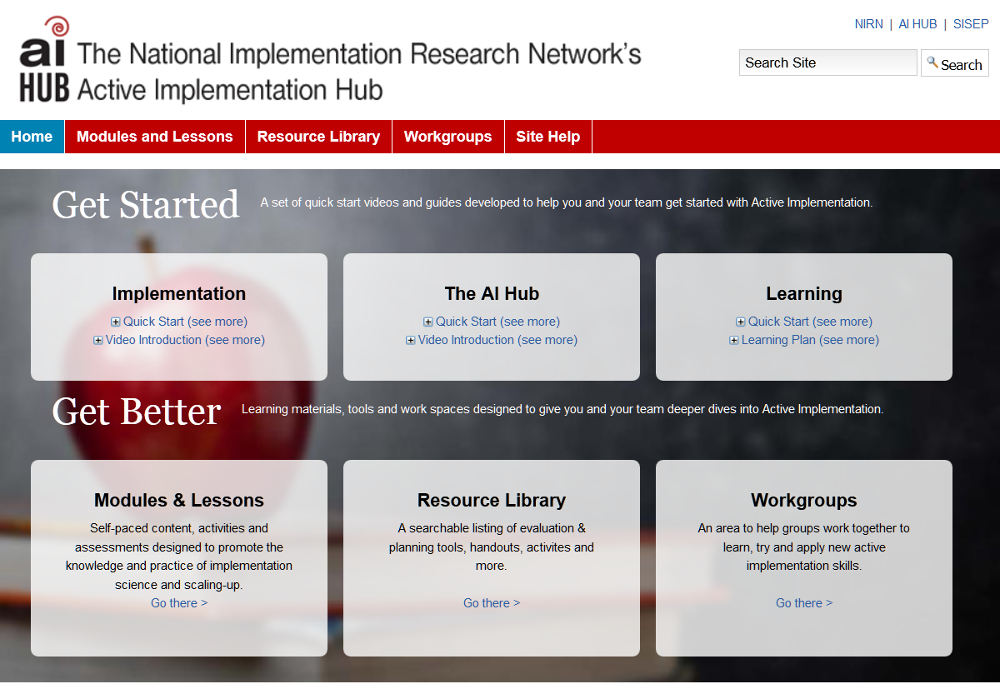 NIRN | AI HUB | SISEP
ai
HUB
The National Implementation Research Network's
Active Implementation Hub
Search Site
Search
Home
Modules and Lessons
Resource Library
Workgroups
Site Help
Get Started
A set of quick start videos and guides developed to help you and your team get started with Active Implementation.
Implementation
Quick Start (see more)
Video Introduction (see more)
The AI Hub
Quick Start (see more)
Video Introduction (see more)
Learning
Quick Start (see more)
Learning Plan (see more)
Get Better
Learning materials, tools and work spaces designed to give you and your team deeper dives into Active Implementation.
Modules & Lessons
Self-paced content, activities and
assessments designed to promote the
knowledge and practice of implementation
science and scaling-up.
Go there >
Resource Library
A searchable listing of evaluation &
planning tools, handouts, activites and
more.
Go there >
Workgroups
An area to help groups work together to
learn, try and apply new active
implementation skills.
Go there >